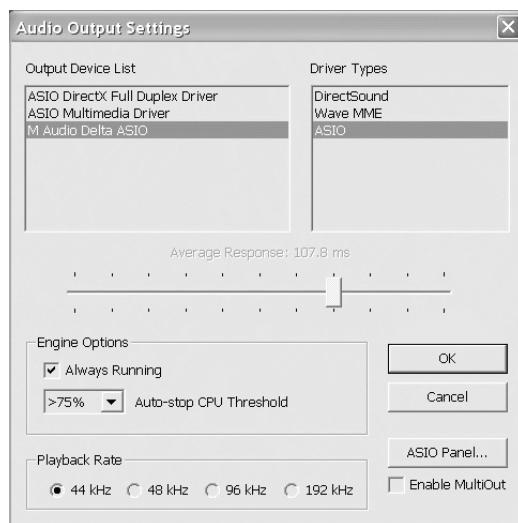 Audio Output Settings
Output Device List
ASIO DirectX Full Duplex Driver
ASIO Multimedia Driver
M Audio Delta ASIO
Driver Types
DirectSound
Wave MME
ASIO
Average Response: 107.8 ms
Engine Options
Always Running
>75% Auto-stop CPU Threshold
Playback Rate
44 kHz 48 kHz 96 kHz 192 kHz
OK
Cancel
ASIO Panel...
Enable MultiOut